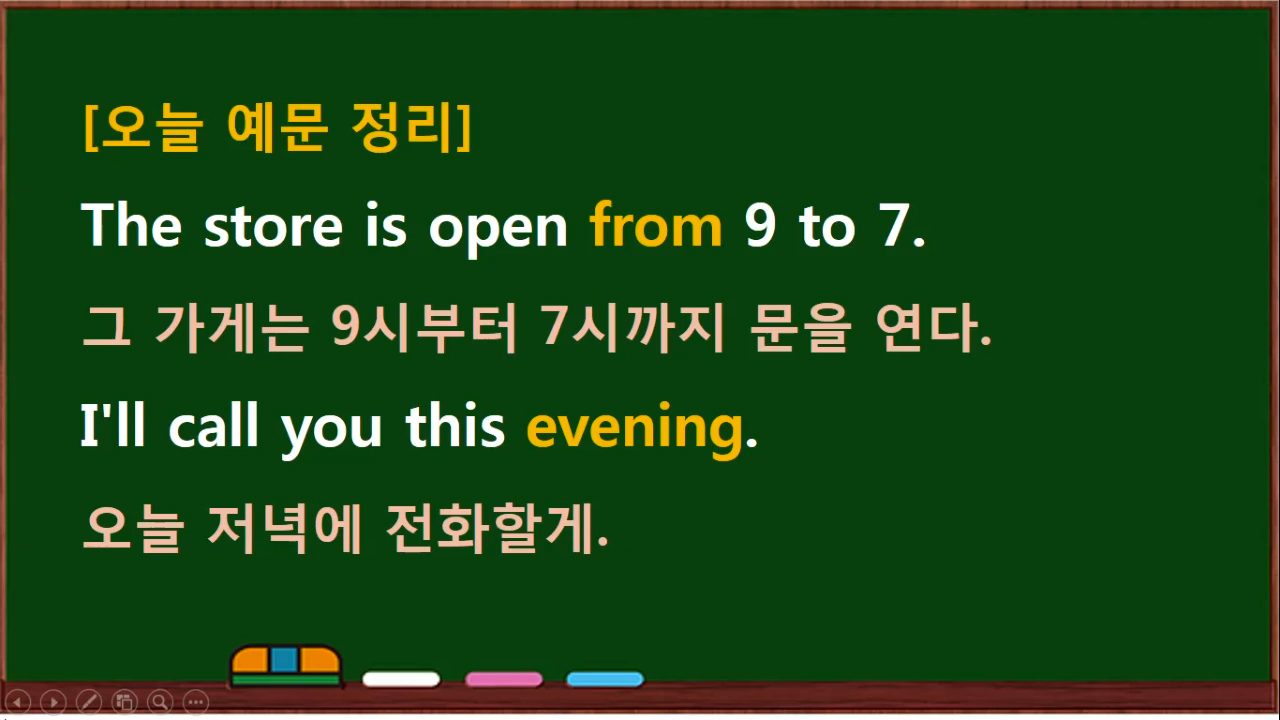 [오늘 예문 정리]
The store is open from 9 to 7.
그 가게는 9시부터 7시까지 문을 연다.
I'll call you this evening.
오늘 저녁에 전화할게.